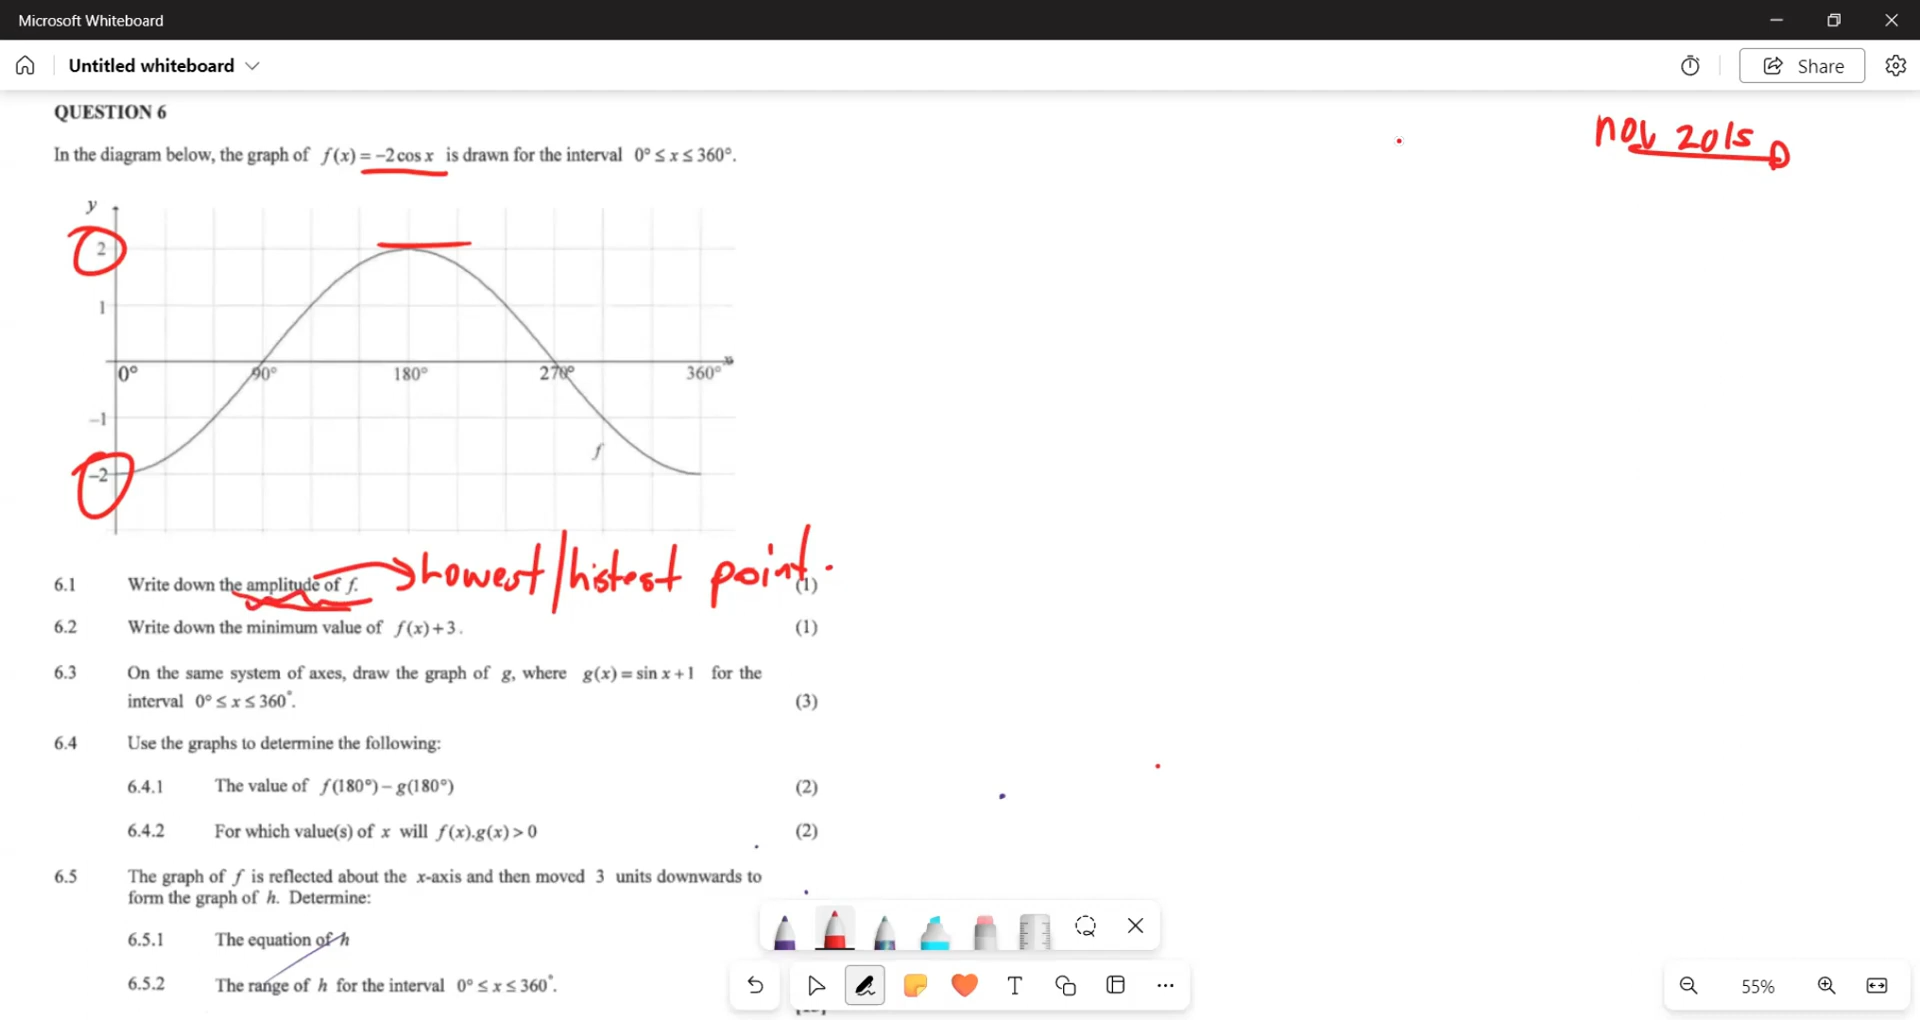 Microsoft Whiteboard
Untitled whiteboard
Share
QUESTION 6
nov 2015
In the diagram below, the graph of f(x) = −2 cos x is drawn for the interval 0° ≤ x ≤ 360°.
y
2
1
x
0°
90°
180°
270°
360°
−1
f
−2
Lowest/histest point.
6.1 Write down the amplitude of f. (1)
6.2 Write down the minimum value of f(x) + 3. (1)
6.3 On the same system of axes, draw the graph of g, where g(x) = sin x + 1 for the
interval 0° ≤ x ≤ 360°. (3)
6.4 Use the graphs to determine the following:
6.4.1 The value of f(180°) − g(180°) (2)
6.4.2 For which value(s) of x will f(x).g(x) > 0 (2)
6.5 The graph of f is reflected about the x-axis and then moved 3 units downwards to
form the graph of h. Determine:
6.5.1 The equation of h
6.5.2 The range of h for the interval 0° ≤ x ≤ 360°.
55%